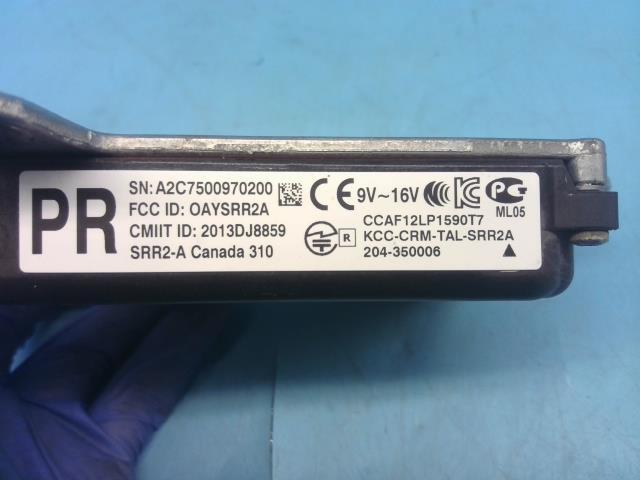 PR
SN: A2C7500970200
FCC ID: OAYSRR2A
CMIIT ID: 2013DJ8859
SRR2-A Canada 310
CE 9V~16V
ML05
CCAF12LP1590T7
R KCC-CRM-TAL-SRR2A
204-350006